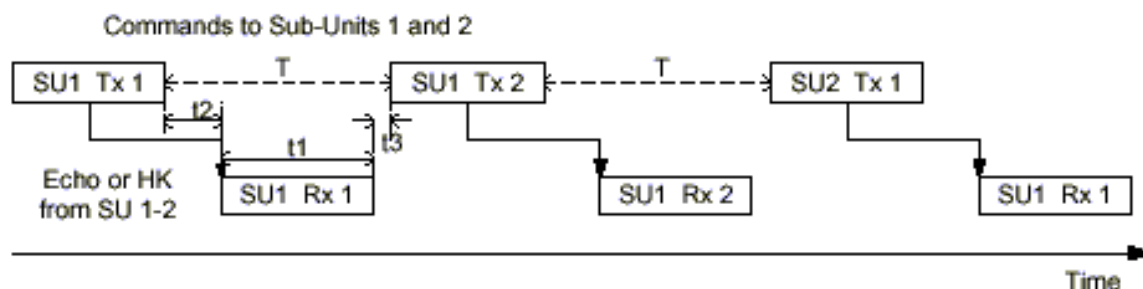 Commands to Sub-Units 1 and 2
SU1 Tx 1
T
SU1 Tx 2
T
SU2 Tx 1
t2
t1
t3
Echo or HK
from SU 1-2
SU1 Rx 1
SU1 Rx 2
SU1 Rx 1
Time